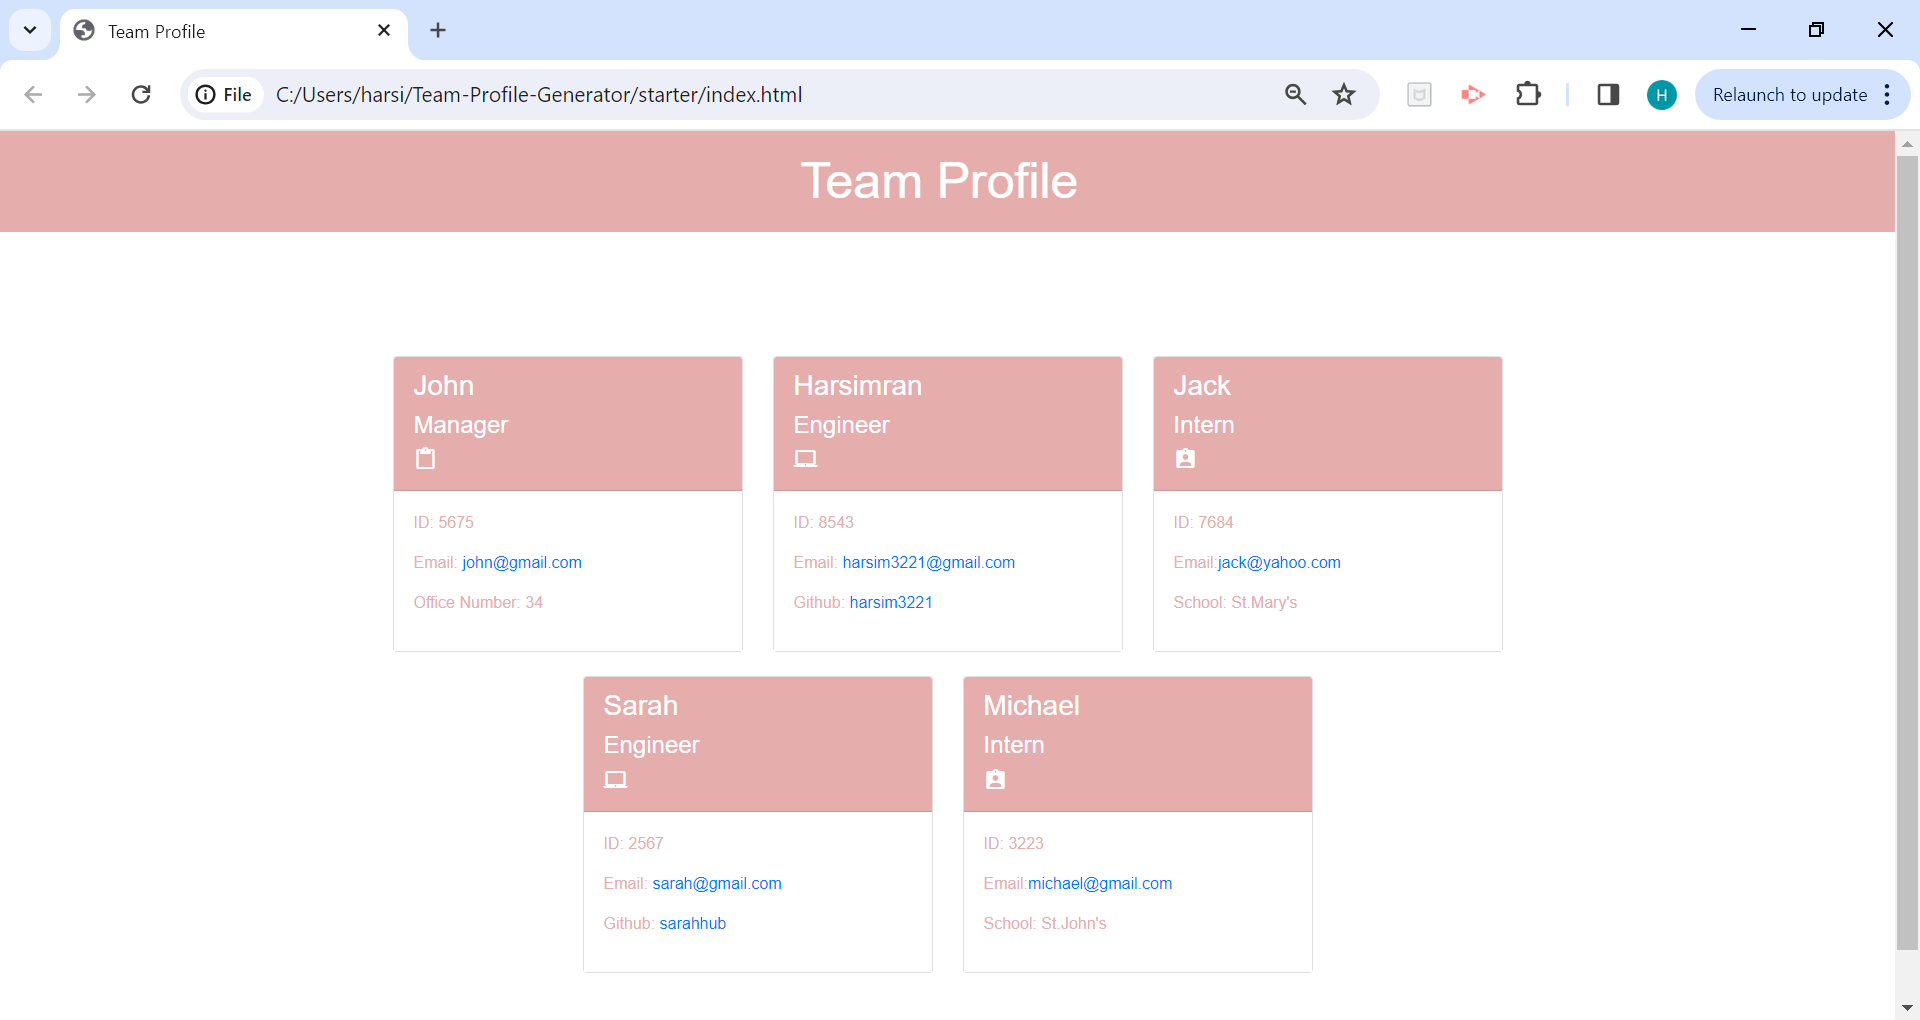 Team Profile
File C:/Users/harsi/Team-Profile-Generator/starter/index.html H Relaunch to update
Team Profile
John
Manager
ID: 5675
Email: john@gmail.com
Office Number: 34
Harsimran
Engineer
ID: 8543
Email: harsim3221@gmail.com
Github: harsim3221
Jack
Intern
ID: 7684
Email:jack@yahoo.com
School: St.Mary's
Sarah
Engineer
ID: 2567
Email: sarah@gmail.com
Github: sarahhub
Michael
Intern
ID: 3223
Email:michael@gmail.com
School: St.John's